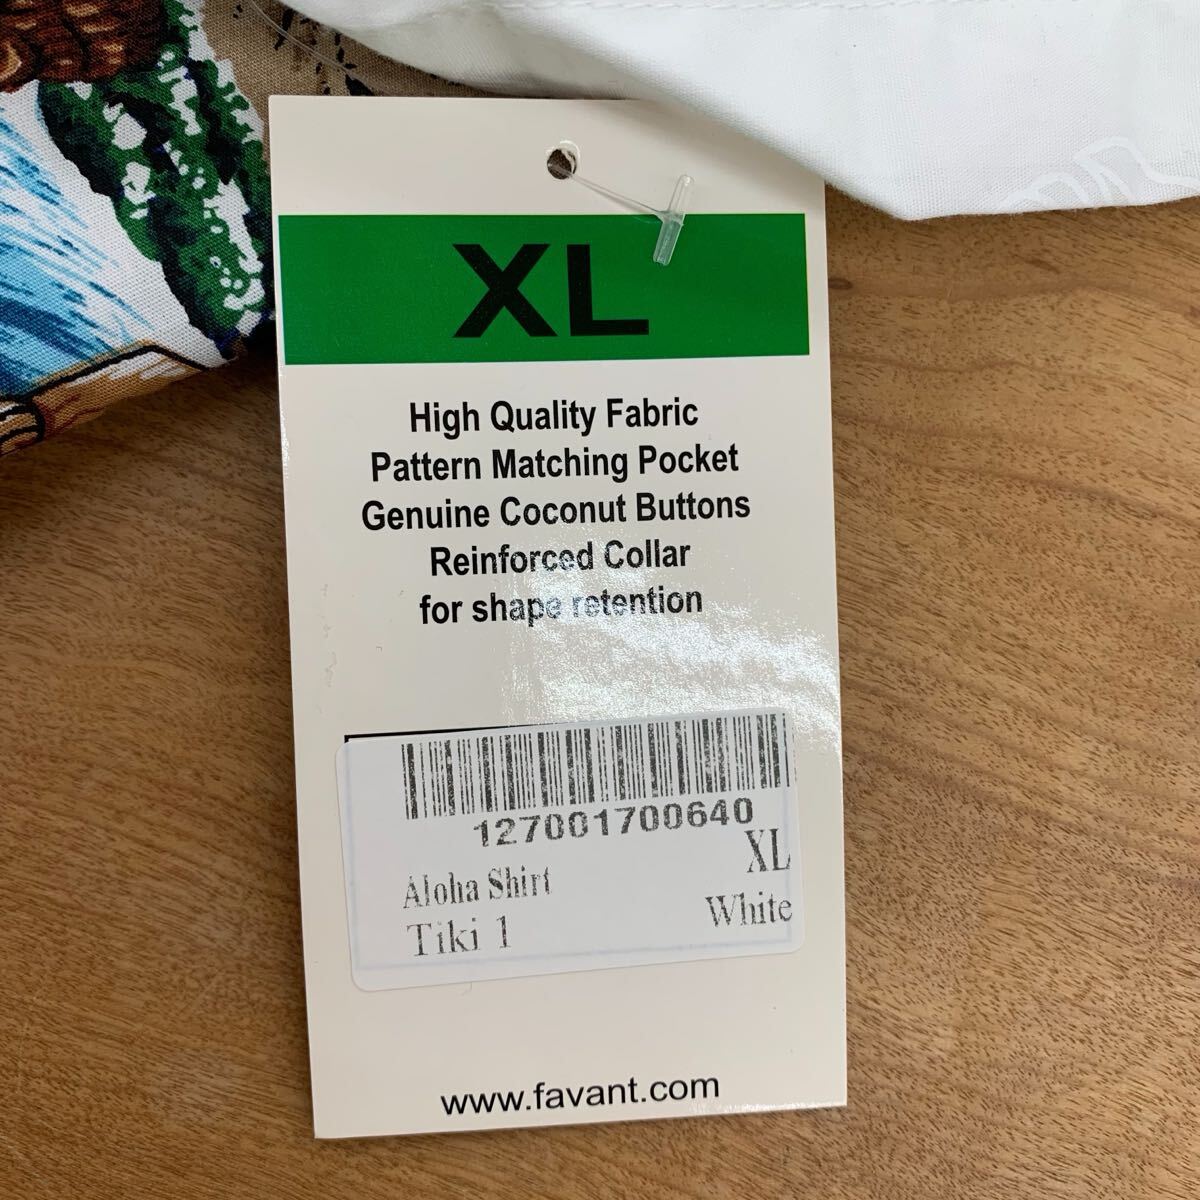 XL
High Quality Fabric
Pattern Matching Pocket
Genuine Coconut Buttons
Reinforced Collar
for shape retention
127001700640
XL
Aloha Shirt
White
Tiki 1
www.favant.com